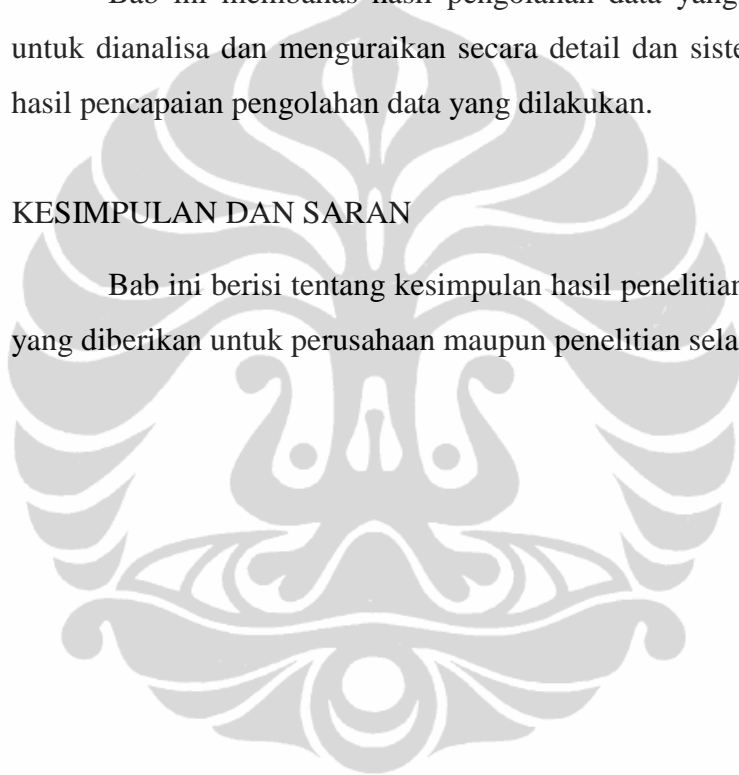 Bab ini membahas hasil pengolahan data yang
untuk dianalisa dan menguraikan secara detail dan siste
hasil pencapaian pengolahan data yang dilakukan.
KESIMPULAN DAN SARAN
Bab ini berisi tentang kesimpulan hasil penelitian
yang diberikan untuk perusahaan maupun penelitian sela